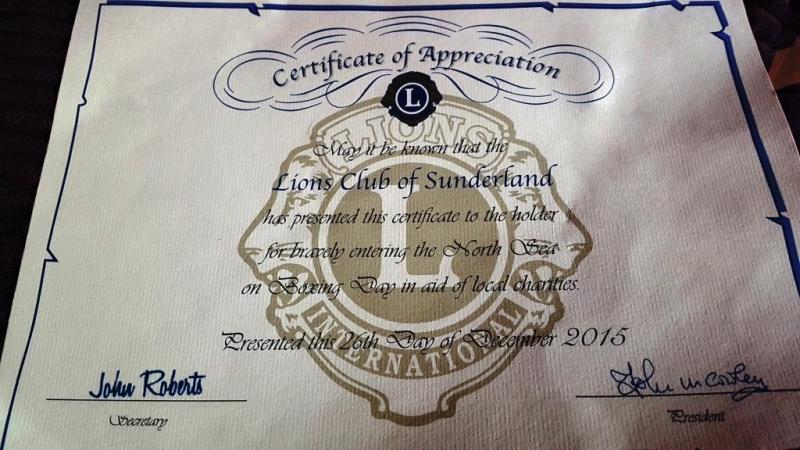 Certificate of Appreciation
L
LIONS
May it be known that the
Lions Club of Sunderland
has presented this certificate to the holder
for bravely entering the North Sea
on Boxing Day in aid of local charities.
L
INTERNATIONAL
Presented this 26th Day of December 2015
John Roberts
Secretary
John
President